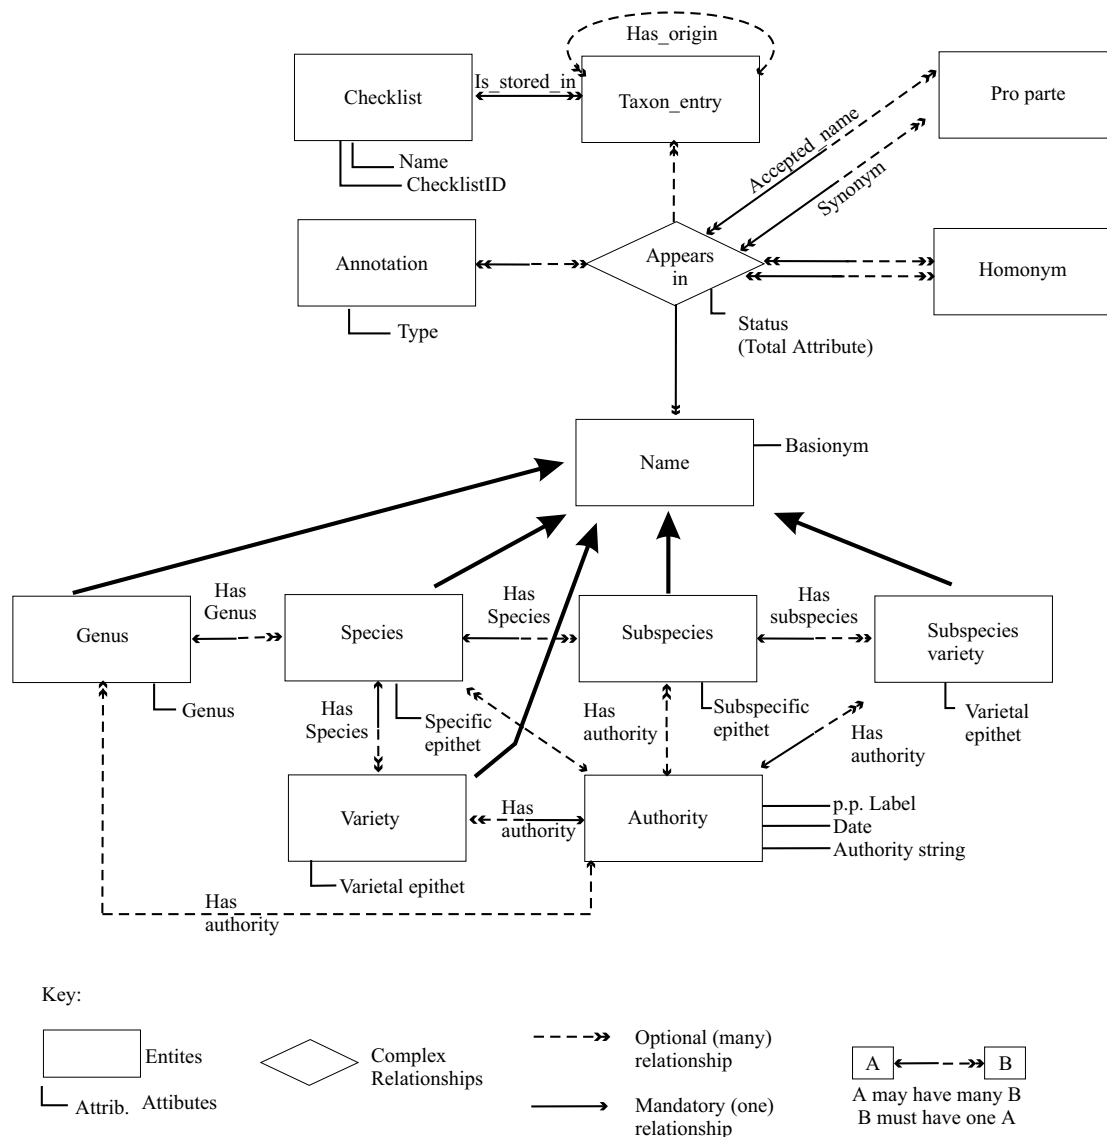 Has_origin
Checklist
Is_stored_in
Taxon_entry
Pro parte
Name
ChecklistID
Accepted_name
Synonym
Annotation
Appears
in
Homonym
Type
Status
(Total Attribute)
Name
Basionym
Has
Genus
Has
Species
Has
subspecies
Genus
Species
Subspecies
Subspecies
variety
Genus
Has
Species
Specific
epithet
Has
authority
Subspecific
epithet
Has
authority
Varietal
epithet
Variety
Has
authority
Authority
p.p. Label
Date
Authority string
Varietal epithet
Has
authority
Key:
Entites
Attrib.
Attibutes
Complex
Relationships
Optional (many)
relationship
Mandatory (one)
relationship
A
B
A may have many B
B must have one A